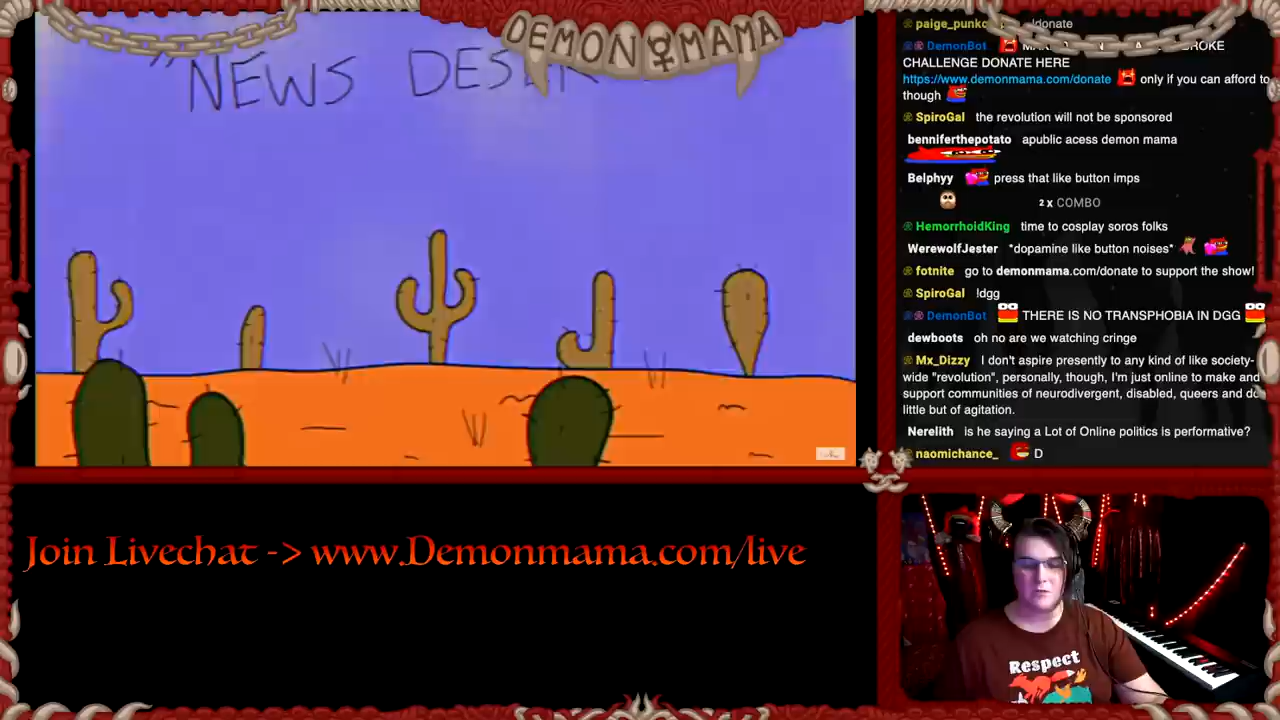 DEMON MAMA
NEWS DESER
Join Livechat -> www.Demonmama.com/live
Respect
!donate
DemonBot
CHALLENGE DONATE HERE
https://www.demonmama.com/donate only if you can afford to
though
SpiroGal the revolution will not be sponsored
benniferthepotato apublic acess demon mama
Belphyy press that like button imps
2 x COMBO
HemorrhoidKing time to cosplay soros folks
WerewolfJester *dopamine like button noises*
fotnite go to demonmama.com/donate to support the show!
SpiroGal !dgg
DemonBot THERE IS NO TRANSPHOBIA IN DGG
dewboots oh no are we watching cringe
Mx_Dizzy I don't aspire presently to any kind of like society-
wide "revolution", personally, though, I'm just online to make and
support communities of neurodivergent, disabled, queers and do
little but of agitation.
Nerelith is he saying a Lot of Online politics is performative?
naomichance_ D